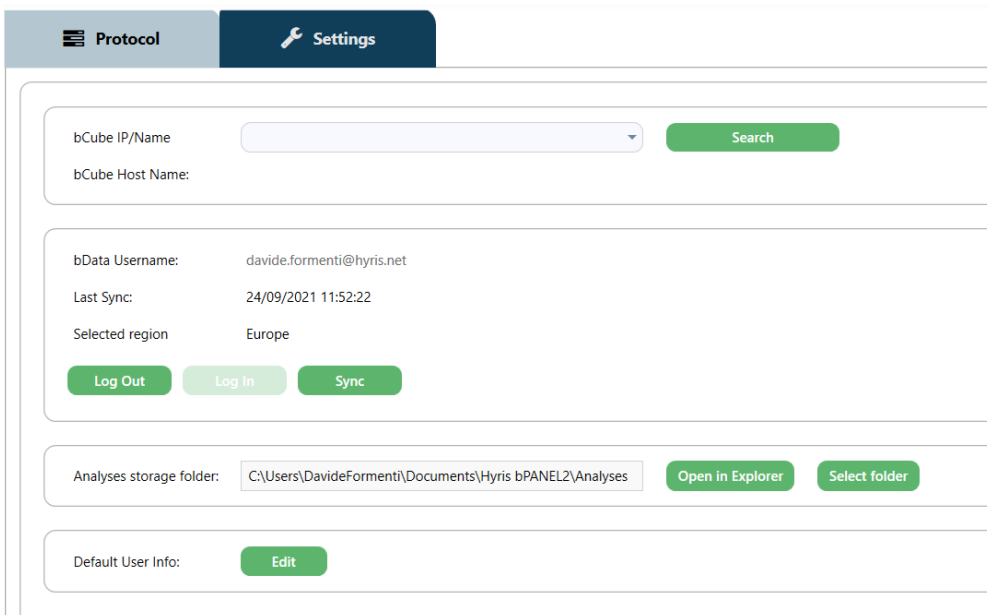 Protocol Settings
bCube IP/Name Search
bCube Host Name:
bData Username: davide.formenti@hyris.net
Last Sync: 24/09/2021 11:52:22
Selected region Europe
Log Out Log In Sync
Analyses storage folder: C:\Users\DavideFormenti\Documents\Hyris bPANEL2\Analyses Open in Explorer Select folder
Default User Info: Edit